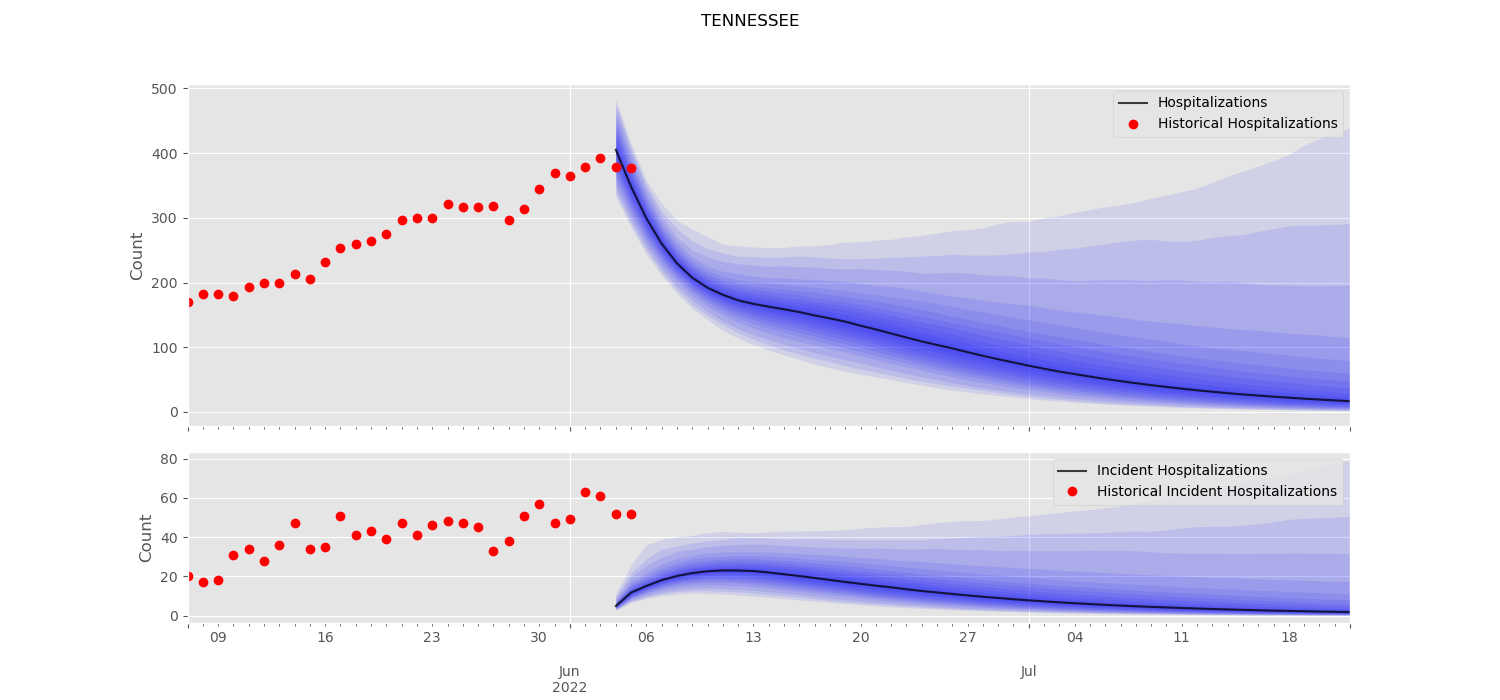 TENNESSEE
500
400
300
200
100
0
Count
Hospitalizations
Historical Hospitalizations
80
60
40
20
0
Count
Incident Hospitalizations
Historical Incident Hospitalizations
09 16 23 30 06 13 20 27 04 11 18
Jun Jul
2022